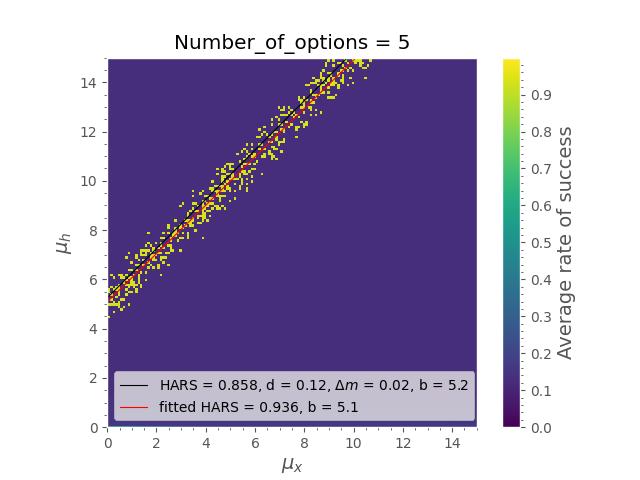 Number_of_options = 5
14
12
10
8
6
4
2
0
μh
0 2 4 6 8 10 12 14
μx
HARS = 0.858, d = 0.12, Δm = 0.02, b = 5.2
fitted HARS = 0.936, b = 5.1
0.9
0.8
0.7
0.6
0.5
0.4
0.3
0.2
0.1
0.0
Average rate of success